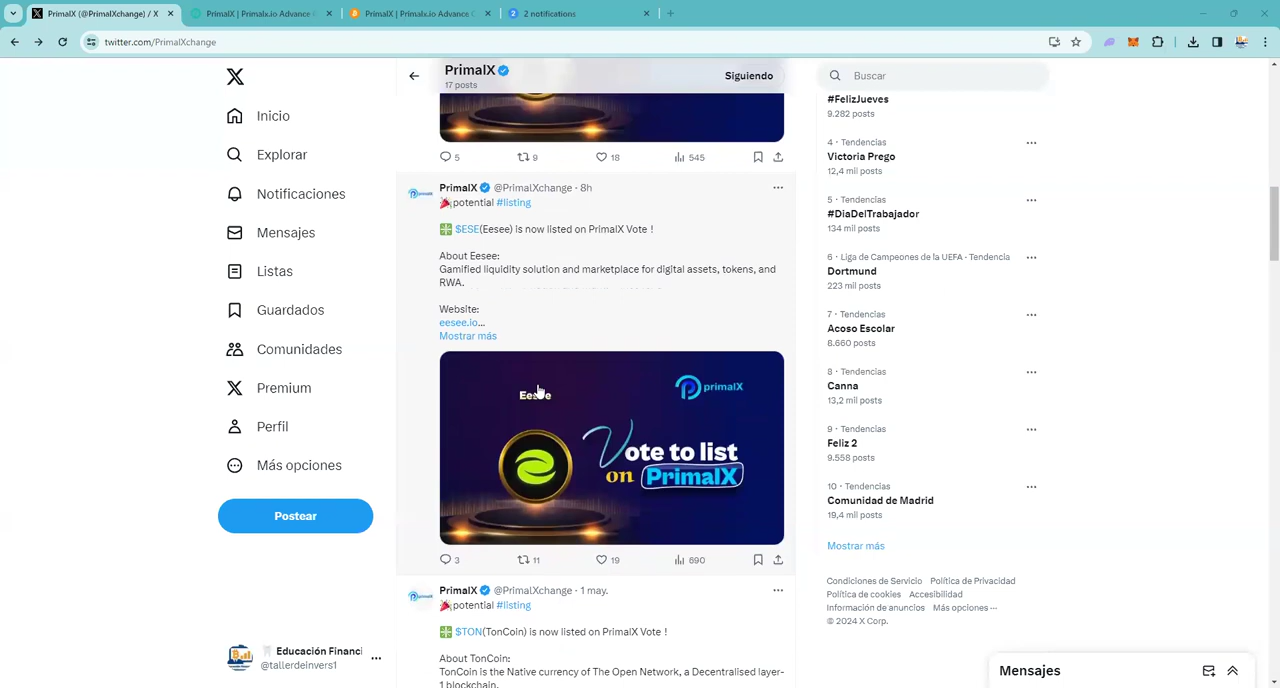 PrimalX (@PrimalXchange) / X
PrimalX | Primalx.io Advance
PrimalX | Primalx.io Advance
2 notifications
twitter.com/PrimalXchange
PrimalX
17 posts
Siguiendo
Buscar
Inicio
Explorar
Notificaciones
Mensajes
Listas
Guardados
Comunidades
Premium
Perfil
Más opciones
Postear
Educación Financi
@tallerdeinvers1
5 9 18 545
PrimalX @PrimalXchange · 8h
potential #listing
$ESE(Eesee) is now listed on PrimalX Vote !
About Eesee:
Gamified liquidity solution and marketplace for digital assets, tokens, and
RWA.
Website:
eesee.io...
Mostrar más
Eesee
primalX
Vote to list
on PrimalX
3 11 19 690
PrimalX @PrimalXchange · 1 may.
potential #listing
$TON(TonCoin) is now listed on PrimalX Vote !
About TonCoin:
TonCoin is the Native currency of The Open Network, a Decentralised layer-
1 blockchain.
#FelizJueves
9.282 posts
4 · Tendencias
Victoria Prego
12,4 mil posts
5 · Tendencias
#DiaDelTrabajador
134 mil posts
6 · Liga de Campeones de la UEFA · Tendencia
Dortmund
223 mil posts
7 · Tendencias
Acoso Escolar
8.660 posts
8 · Tendencias
Canna
13,2 mil posts
9 · Tendencias
Feliz 2
9.558 posts
10 · Tendencias
Comunidad de Madrid
19,4 mil posts
Mostrar más
Condiciones de Servicio Política de Privacidad
Política de cookies Accesibilidad
Información de anuncios Más opciones ···
© 2024 X Corp.
Mensajes